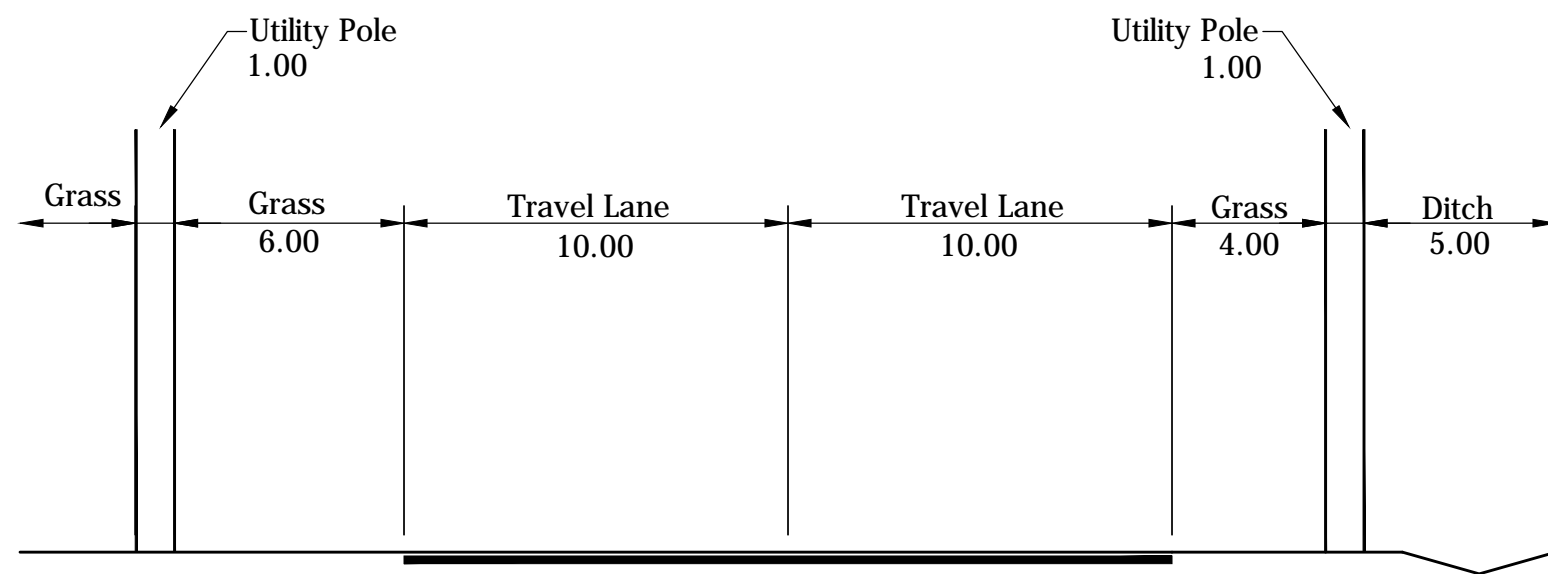 Utility Pole
1.00
Utility Pole
1.00
Grass
Grass
6.00
Travel Lane
10.00
Travel Lane
10.00
Grass
4.00
Ditch
5.00